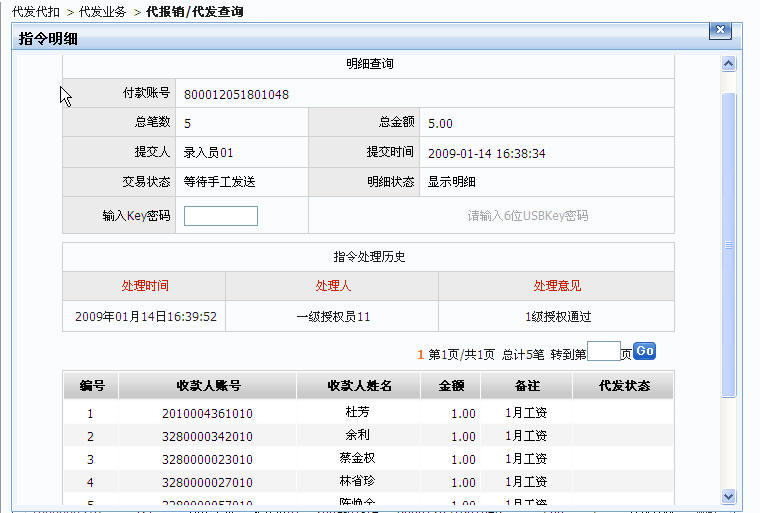 代发代扣 > 代发业务 > 代报销/代发查询
指令明细
明细查询
付款账号 800012051801048
总笔数 5 总金额 5.00
提交人 录入员01 提交时间 2009-01-14 16:38:34
交易状态 等待手工发送 明细状态 显示明细
输入Key密码 请输入6位USBKey密码
指令处理历史
处理时间 处理人 处理意见
2009年01月14日16:39:52 一级授权员11 1级授权通过
1 第1页/共1页 总计5笔 转到第 页 Go
编号 收款人账号 收款人姓名 金额 备注 代发状态
1 2010004361010 杜芳 1.00 1月工资
2 3280000342010 余利 1.00 1月工资
3 3280000023010 蔡金权 1.00 1月工资
4 3280000027010 林省珍 1.00 1月工资
5 3280000057010 1.00 1月工资